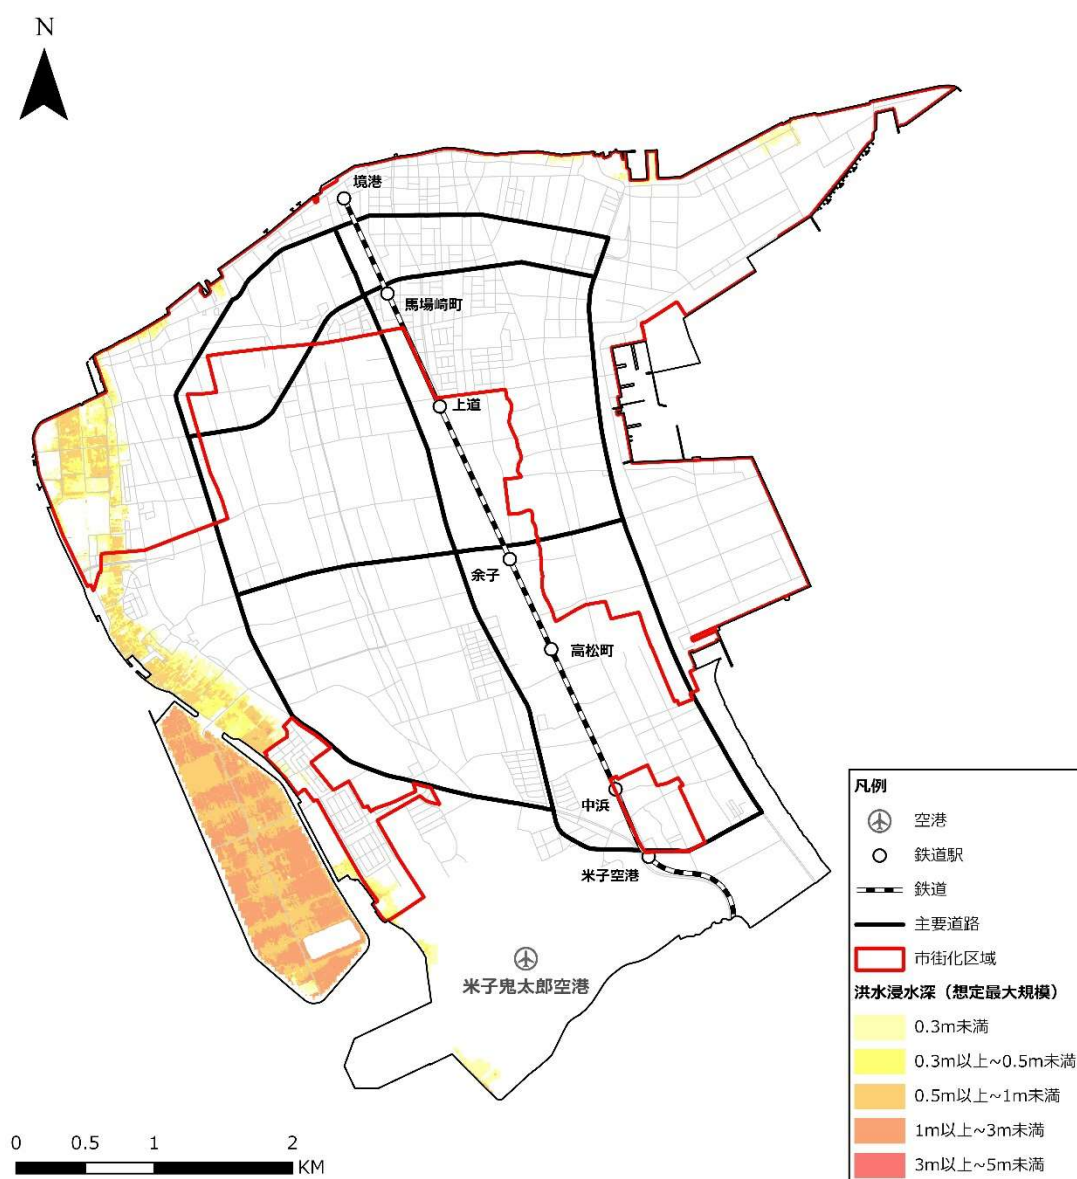 N
境港
馬場崎町
上道
余子
高松町
中浜
米子空港
米子鬼太郎空港
凡例
空港
鉄道駅
鉄道
主要道路
市街化区域
洪水浸水深（想定最大規模）
0.3m未満
0.3m以上~0.5m未満
0.5m以上~1m未満
1m以上~3m未満
3m以上~5m未満
0 0.5 1 2
KM